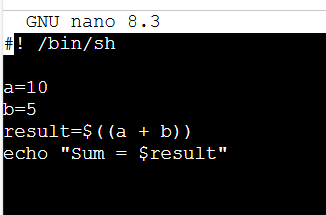 GNU nano 8.3
#! /bin/sh
a=10
b=5
result=$((a + b))
echo "Sum = $result"